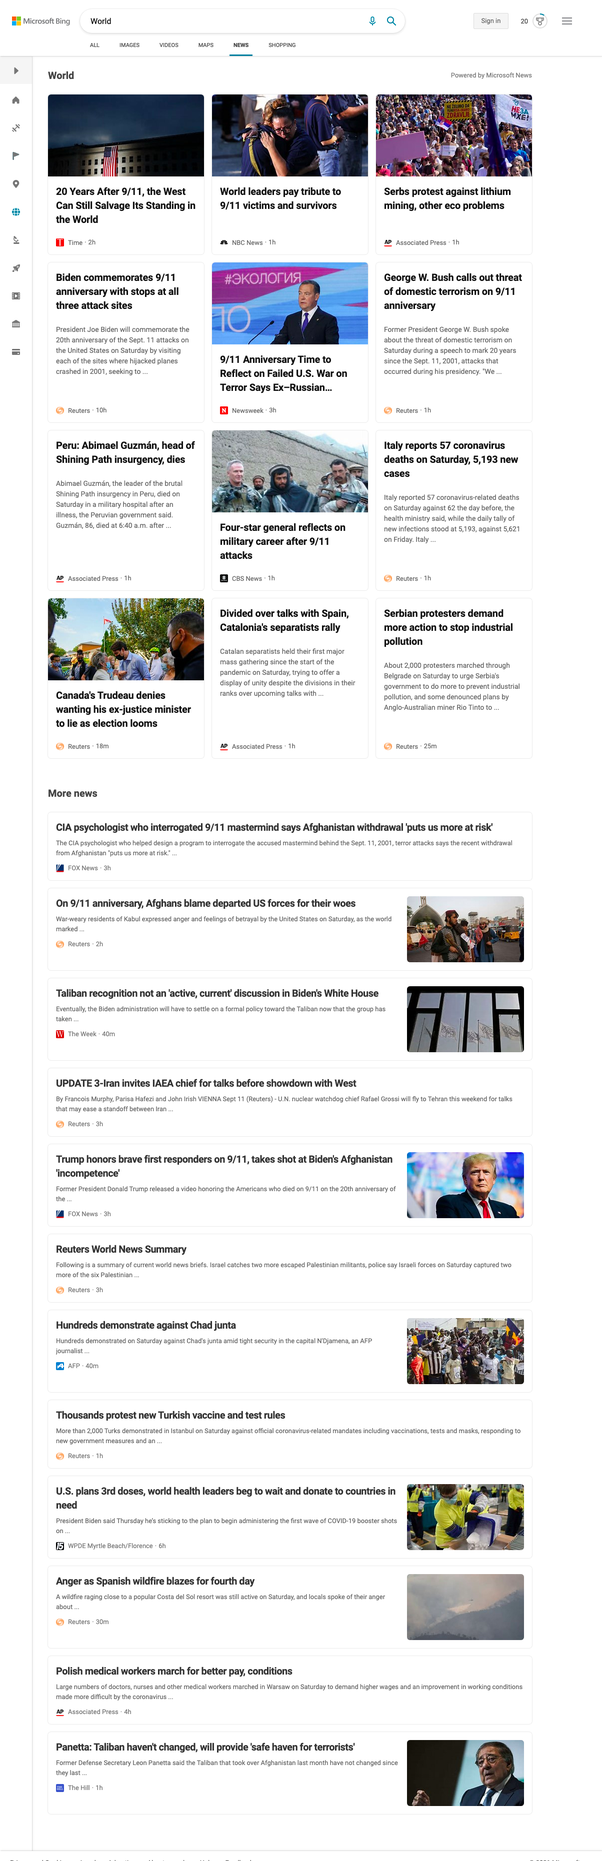 Microsoft Bing
World
Sign in
20
ALL
IMAGES
VIDEOS
MAPS
NEWS
SHOPPING
World
Powered by Microsoft News
20 Years After 9/11, the West
Can Still Salvage Its Standing in
the World
Time · 2h
World leaders pay tribute to
9/11 victims and survivors
NBC News · 1h
Serbs protest against lithium
mining, other eco problems
AP Associated Press · 1h
Biden commemorates 9/11
anniversary with stops at all
three attack sites
President Joe Biden will commemorate the
20th anniversary of the Sept. 11 attacks on
the United States on Saturday by visiting
each of the sites where hijacked planes
crashed in 2001, seeking to ...
Reuters · 10h
#ЭКОЛОГИЯ
9/11 Anniversary Time to
Reflect on Failed U.S. War on
Terror Says Ex–Russian...
Newsweek · 3h
George W. Bush calls out threat
of domestic terrorism on 9/11
anniversary
Former President George W. Bush spoke
about the threat of domestic terrorism on
Saturday during a speech to mark 20 years
since the Sept. 11, 2001, attacks that
occurred during his presidency. "We ...
Reuters · 1h
Peru: Abimael Guzmán, head of
Shining Path insurgency, dies
Abimael Guzmán, the leader of the brutal
Shining Path insurgency in Peru, died on
Saturday in a military hospital after an
illness, the Peruvian government said.
Guzmán, 86, died at 6:40 a.m. after ...
AP Associated Press · 1h
Four-star general reflects on
military career after 9/11
attacks
CBS News · 1h
Italy reports 57 coronavirus
deaths on Saturday, 5,193 new
cases
Italy reported 57 coronavirus-related deaths
on Saturday against 62 the day before, the
health ministry said, while the daily tally of
new infections stood at 5,193, against 5,621
on Friday. Italy ...
Reuters · 1h
Canada's Trudeau denies
wanting his ex-justice minister
to lie as election looms
Reuters · 18m
Divided over talks with Spain,
Catalonia's separatists rally
Catalan separatists held their first major
mass gathering since the start of the
pandemic on Saturday, trying to offer a
display of unity despite the divisions in their
ranks over upcoming talks with ...
AP Associated Press · 1h
Serbian protesters demand
more action to stop industrial
pollution
About 2,000 protesters marched through
Belgrade on Saturday to urge Serbia's
government to do more to prevent industrial
pollution, and some denounced plans by
Anglo-Australian miner Rio Tinto to ...
Reuters · 25m
More news
CIA psychologist who interrogated 9/11 mastermind says Afghanistan withdrawal 'puts us more at risk'
The CIA psychologist who helped design a program to interrogate the accused mastermind behind the Sept. 11, 2001, terror attacks says the recent withdrawal
from Afghanistan "puts us more at risk." ...
FOX News · 3h
On 9/11 anniversary, Afghans blame departed US forces for their woes
War-weary residents of Kabul expressed anger and feelings of betrayal by the United States on Saturday, as the world
marked ...
Reuters · 2h
Taliban recognition not an 'active, current' discussion in Biden's White House
Eventually, the Biden administration will have to settle on a formal policy toward the Taliban now that the group has
taken ...
The Week · 40m
UPDATE 3-Iran invites IAEA chief for talks before showdown with West
By Francois Murphy, Parisa Hafezi and John Irish VIENNA Sept 11 (Reuters) - U.N. nuclear watchdog chief Rafael Grossi will fly to Tehran this weekend for talks
that may ease a standoff between Iran ...
Reuters · 3h
Trump honors brave first responders on 9/11, takes shot at Biden's Afghanistan
'incompetence'
Former President Donald Trump released a video honoring the Americans who died on 9/11 on the 20th anniversary of
the ...
FOX News · 3h
Reuters World News Summary
Following is a summary of current world news briefs. Israel catches two more escaped Palestinian militants, police say Israeli forces on Saturday captured two
more of the six Palestinian ...
Reuters · 3h
Hundreds demonstrate against Chad junta
Hundreds demonstrated on Saturday against Chad's junta amid tight security in the capital N'Djamena, an AFP
journalist ...
AFP · 40m
Thousands protest new Turkish vaccine and test rules
More than 2,000 Turks demonstrated in Istanbul on Saturday against official coronavirus-related mandates including vaccinations, tests and masks, responding to
new government measures and an ...
Reuters · 1h
U.S. plans 3rd doses, world health leaders beg to wait and donate to countries in
need
President Biden said Thursday he's sticking to the plan to begin administering the first wave of COVID-19 booster shots
on ...
WPDE Myrtle Beach/Florence · 6h
Anger as Spanish wildfire blazes for fourth day
A wildfire raging close to a popular Costa del Sol resort was still active on Saturday, and locals spoke of their anger
about ...
Reuters · 30m
Polish medical workers march for better pay, conditions
Large numbers of doctors, nurses and other medical workers marched in Warsaw on Saturday to demand higher wages and an improvement in working conditions
made more difficult by the coronavirus ...
AP Associated Press · 4h
Panetta: Taliban haven't changed, will provide 'safe haven for terrorists'
Former Defense Secretary Leon Panetta said the Taliban that took over Afghanistan last month have not changed since
they last ...
The Hill · 1h